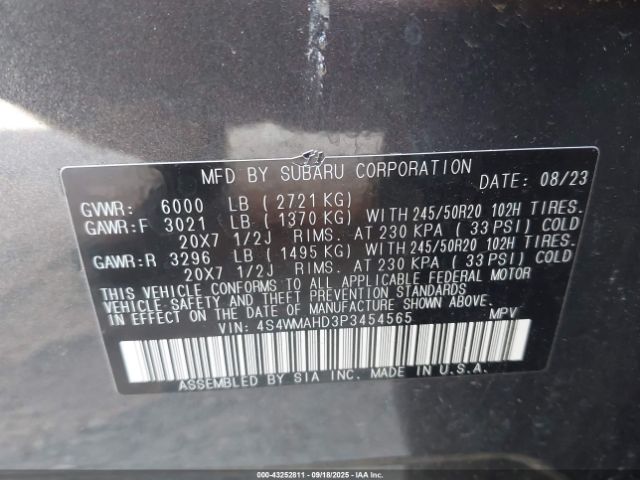 MFD BY SUBARU CORPORATION
DATE: 08/23
GVWR: 6000 LB ( 2721 KG)
GAWR:F 3021 LB ( 1370 KG) WITH 245/50R20 102H TIRES.
20X7 1/2J RIMS. AT 230 KPA ( 33 PSI) COLD
GAWR:R 3296 LB ( 1495 KG) WITH 245/50R20 102H TIRES.
20X7 1/2J RIMS. AT 230 KPA ( 33 PSI) COLD
THIS VEHICLE CONFORMS TO ALL APPLICABLE FEDERAL MOTOR
VEHICLE SAFETY AND THEFT PREVENTION STANDARDS
IN EFFECT ON THE DATE OF MANUFACTURE SHOWN ABOVE.
VIN: 4S4WMAHD3P3454565 MPV
ASSEMBLED BY SIA INC. MADE IN U.S.A.
000-43252811 - 09/18/2025 - IAAI.COM